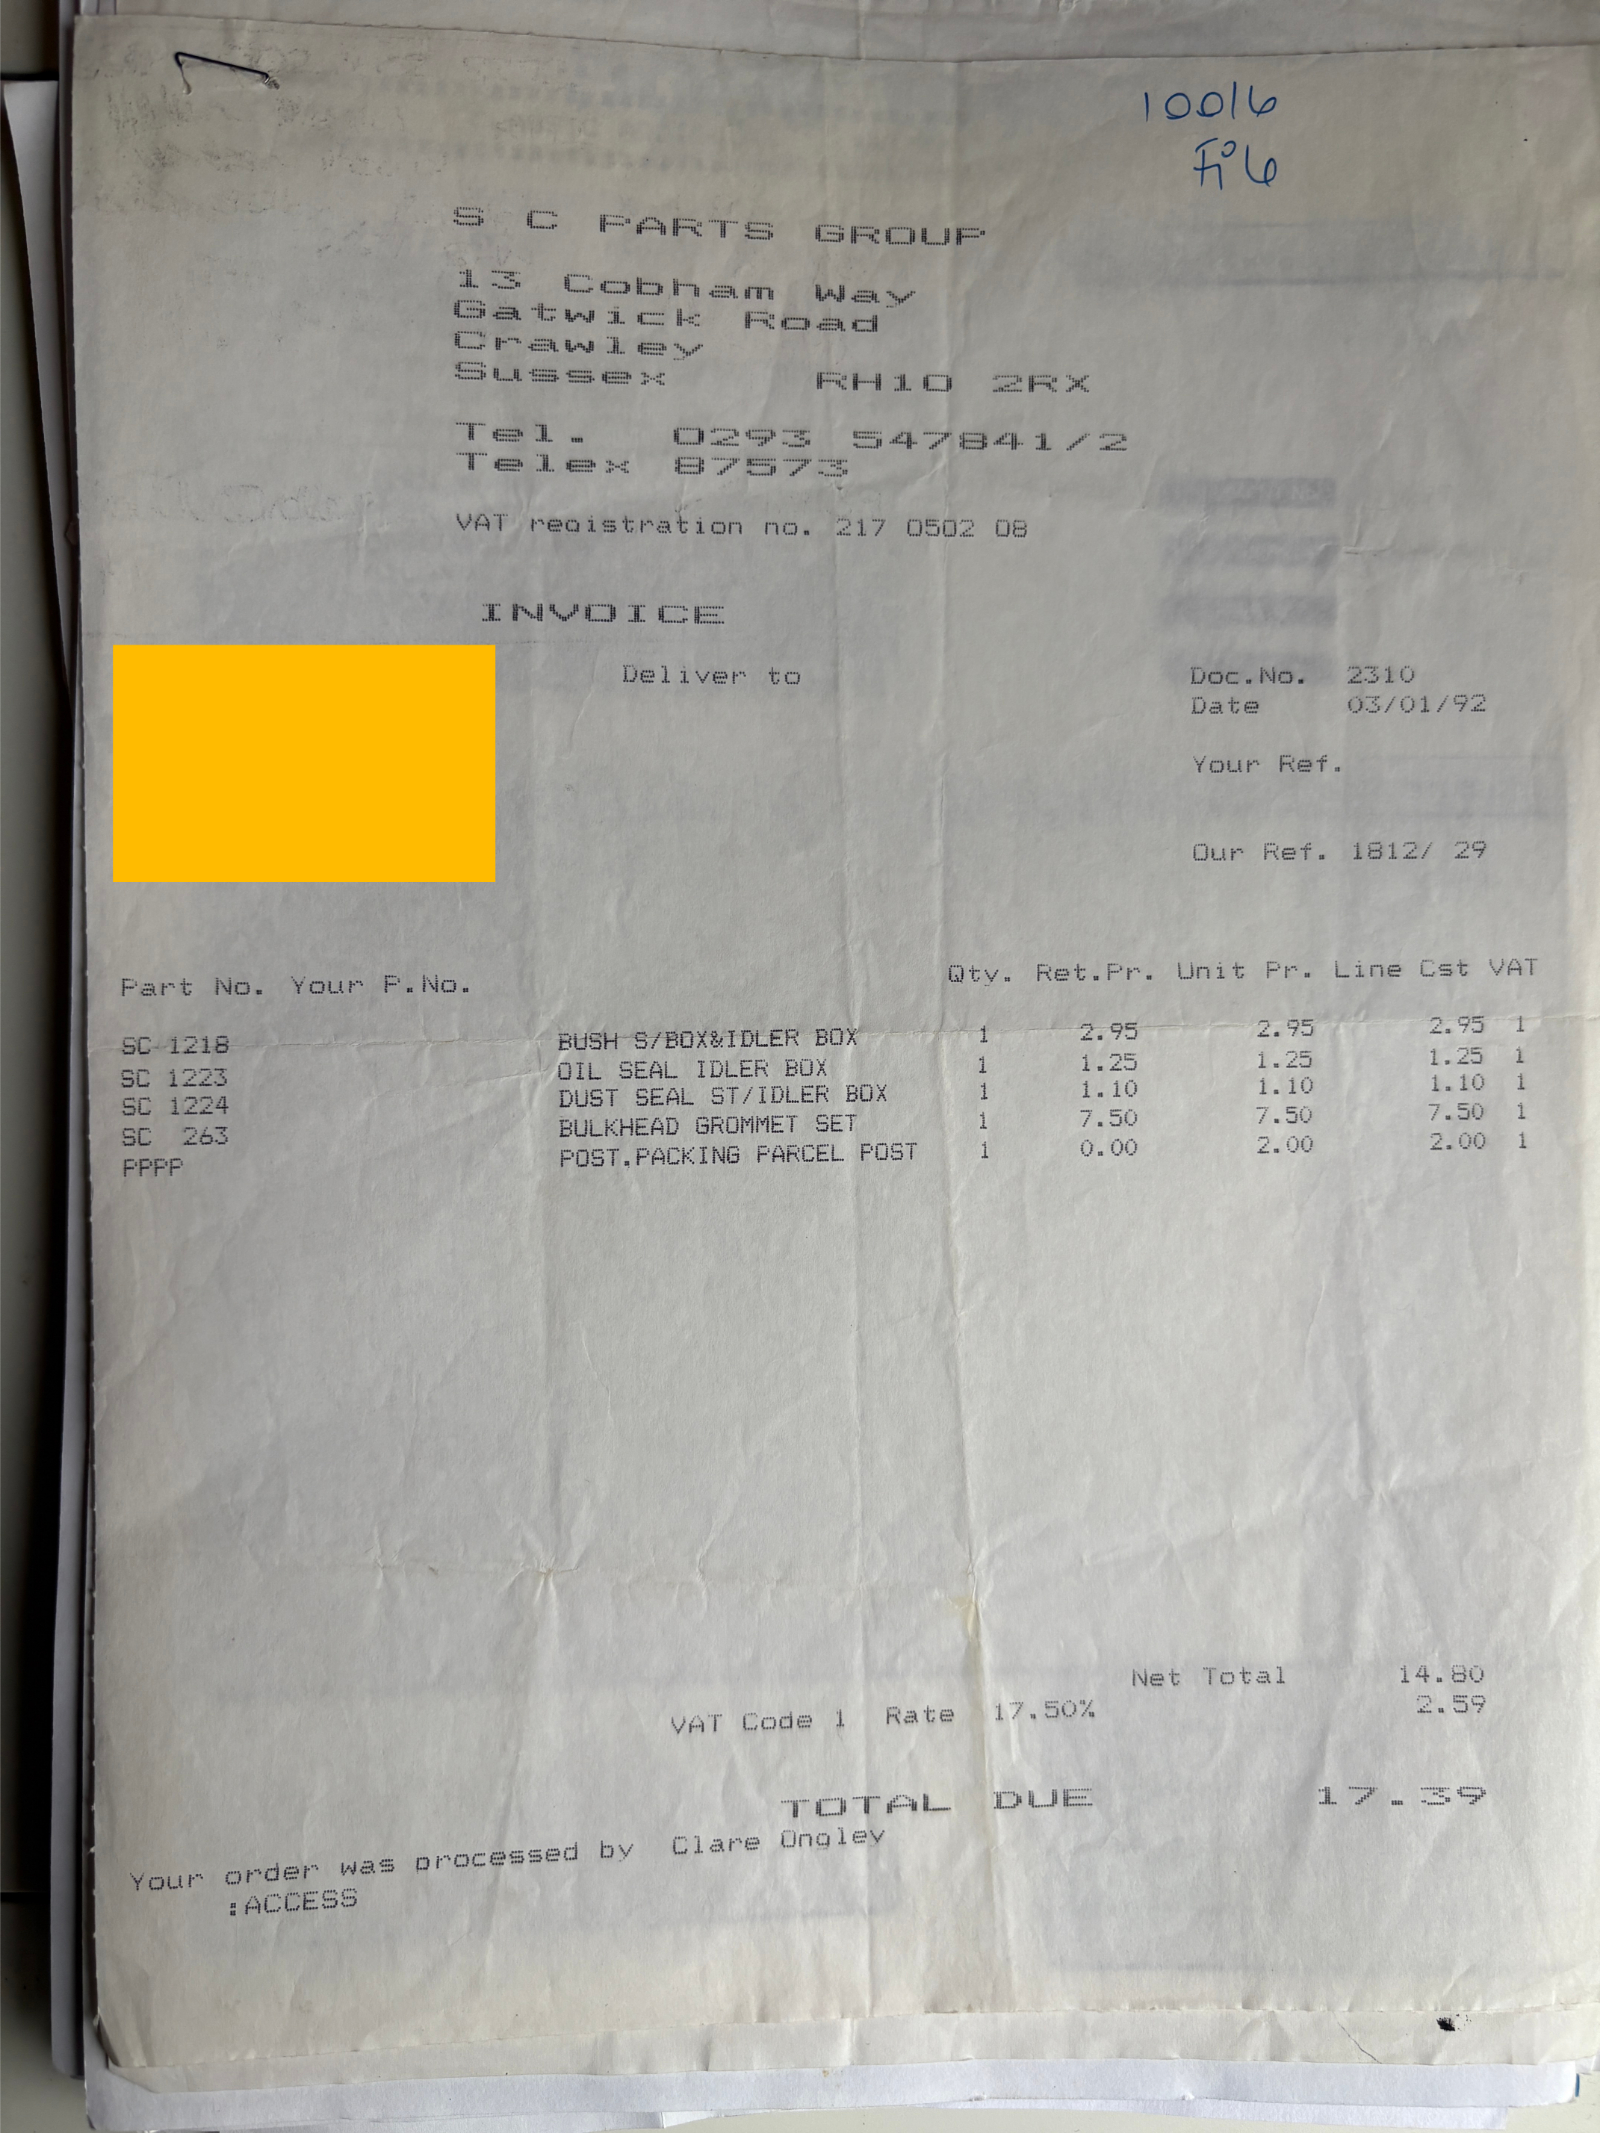 10016
File
S C PARTS GROUP
13 Cobham Way
Gatwick Road
Crawley
Sussex RH10 2RX
Tel. 0293 547841/2
Telex 87573
VAT registration no. 217 0502 08
INVOICE
Deliver to
Doc.No. 2310
Date 03/01/92
Your Ref.
Our Ref. 1812/ 29
Part No. Your P.No. Qty. Ret.Pr. Unit Pr. Line Cst VAT
SC 1218 BUSH S/BOX&IDLER BOX 1 2.95 2.95 2.95 1
SC 1223 OIL SEAL IDLER BOX 1 1.25 1.25 1.25 1
SC 1224 DUST SEAL ST/IDLER BOX 1 1.10 1.10 1.10 1
SC 263 BULKHEAD GROMMET SET 1 7.50 7.50 7.50 1
PPPP POST.PACKING PARCEL POST 1 0.00 2.00 2.00 1
Net Total 14.80
VAT Code 1 Rate 17.50% 2.59
TOTAL DUE 17.39
Your order was processed by Clare Ongley
:ACCESS